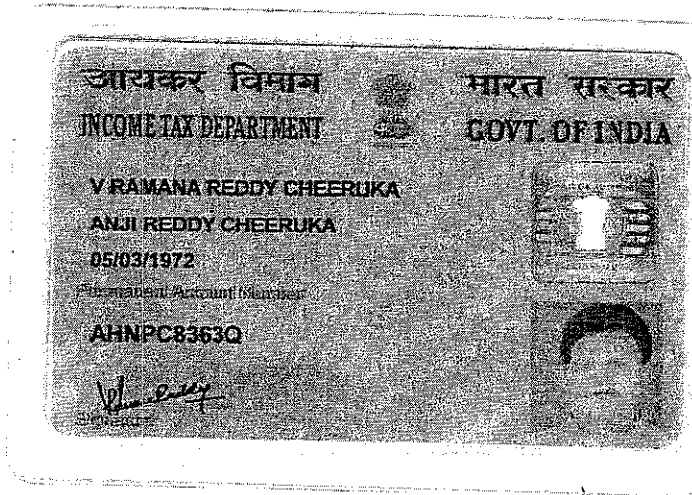 आयकर विभाग
भारत सरकार
INCOME TAX DEPARTMENT
GOVT. OF INDIA
V RAMANA REDDY CHEERUKA
ANJI REDDY CHEERUKA
05/03/1972
Permanent Account Number
AHNPC8363Q
Signature